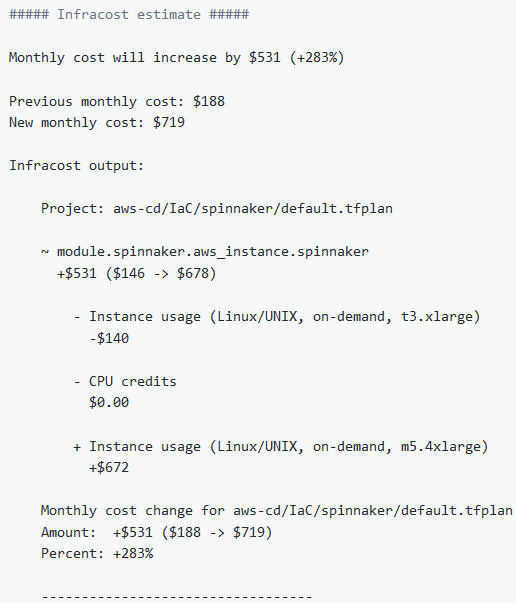 ##### Infracost estimate #####
Monthly cost will increase by $531 (+283%)
Previous monthly cost: $188
New monthly cost: $719
Infracost output:
Project: aws-cd/IaC/spinnaker/default.tfplan
~ module.spinnaker.aws_instance.spinnaker
+$531 ($146 -> $678)
- Instance usage (Linux/UNIX, on-demand, t3.xlarge)
-$140
- CPU credits
$0.00
+ Instance usage (Linux/UNIX, on-demand, m5.4xlarge)
+$672
Monthly cost change for aws-cd/IaC/spinnaker/default.tfplan
Amount:  +$531 ($188 -> $719)
Percent: +283%
----------------------------------